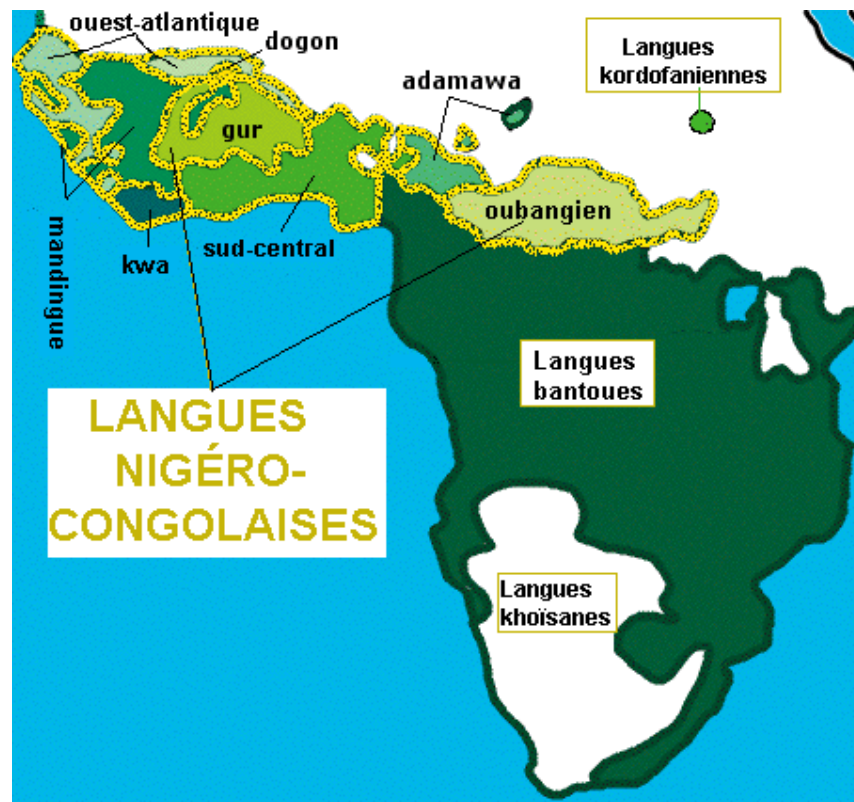 ouest-atlantique
dogon
Langues
kordofaniennes
adamawa
gur
oubangien
mandingue
kwa
sud-central
Langues
bantoues
LANGUES
NIGÉRO-
CONGOLAISES
Langues
khoïsanes